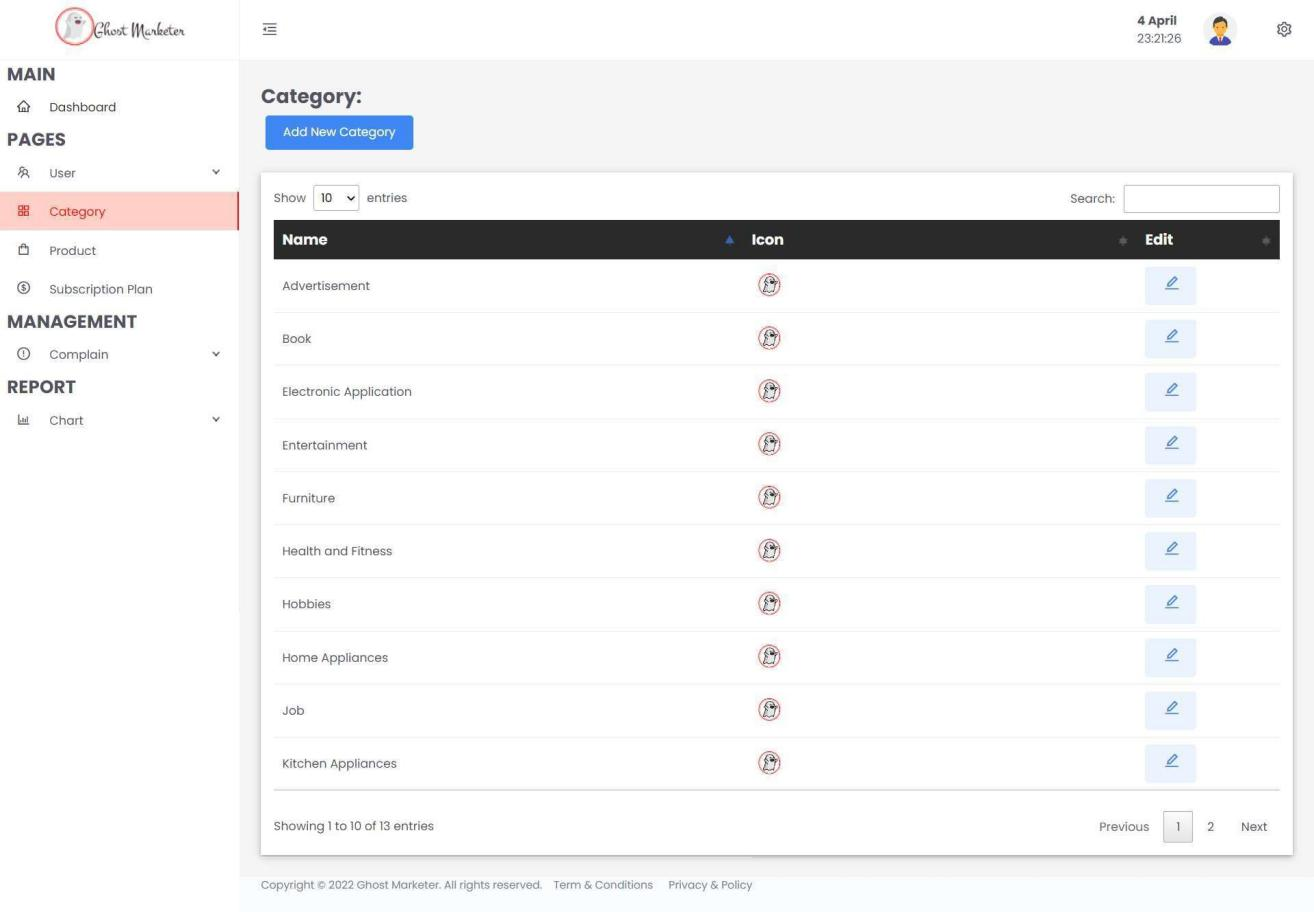 Ghost Marketer
4 April
23:21:26
MAIN
Dashboard
PAGES
User
Category
Product
Subscription Plan
MANAGEMENT
Complain
REPORT
Chart
Category:
Add New Category
Show 10 entries
Search:
Name Icon Edit
Advertisement
Book
Electronic Application
Entertainment
Furniture
Health and Fitness
Hobbies
Home Appliances
Job
Kitchen Appliances
Showing 1 to 10 of 13 entries
Previous 1 2 Next
Copyright © 2022 Ghost Marketer. All rights reserved. Term & Conditions Privacy & Policy